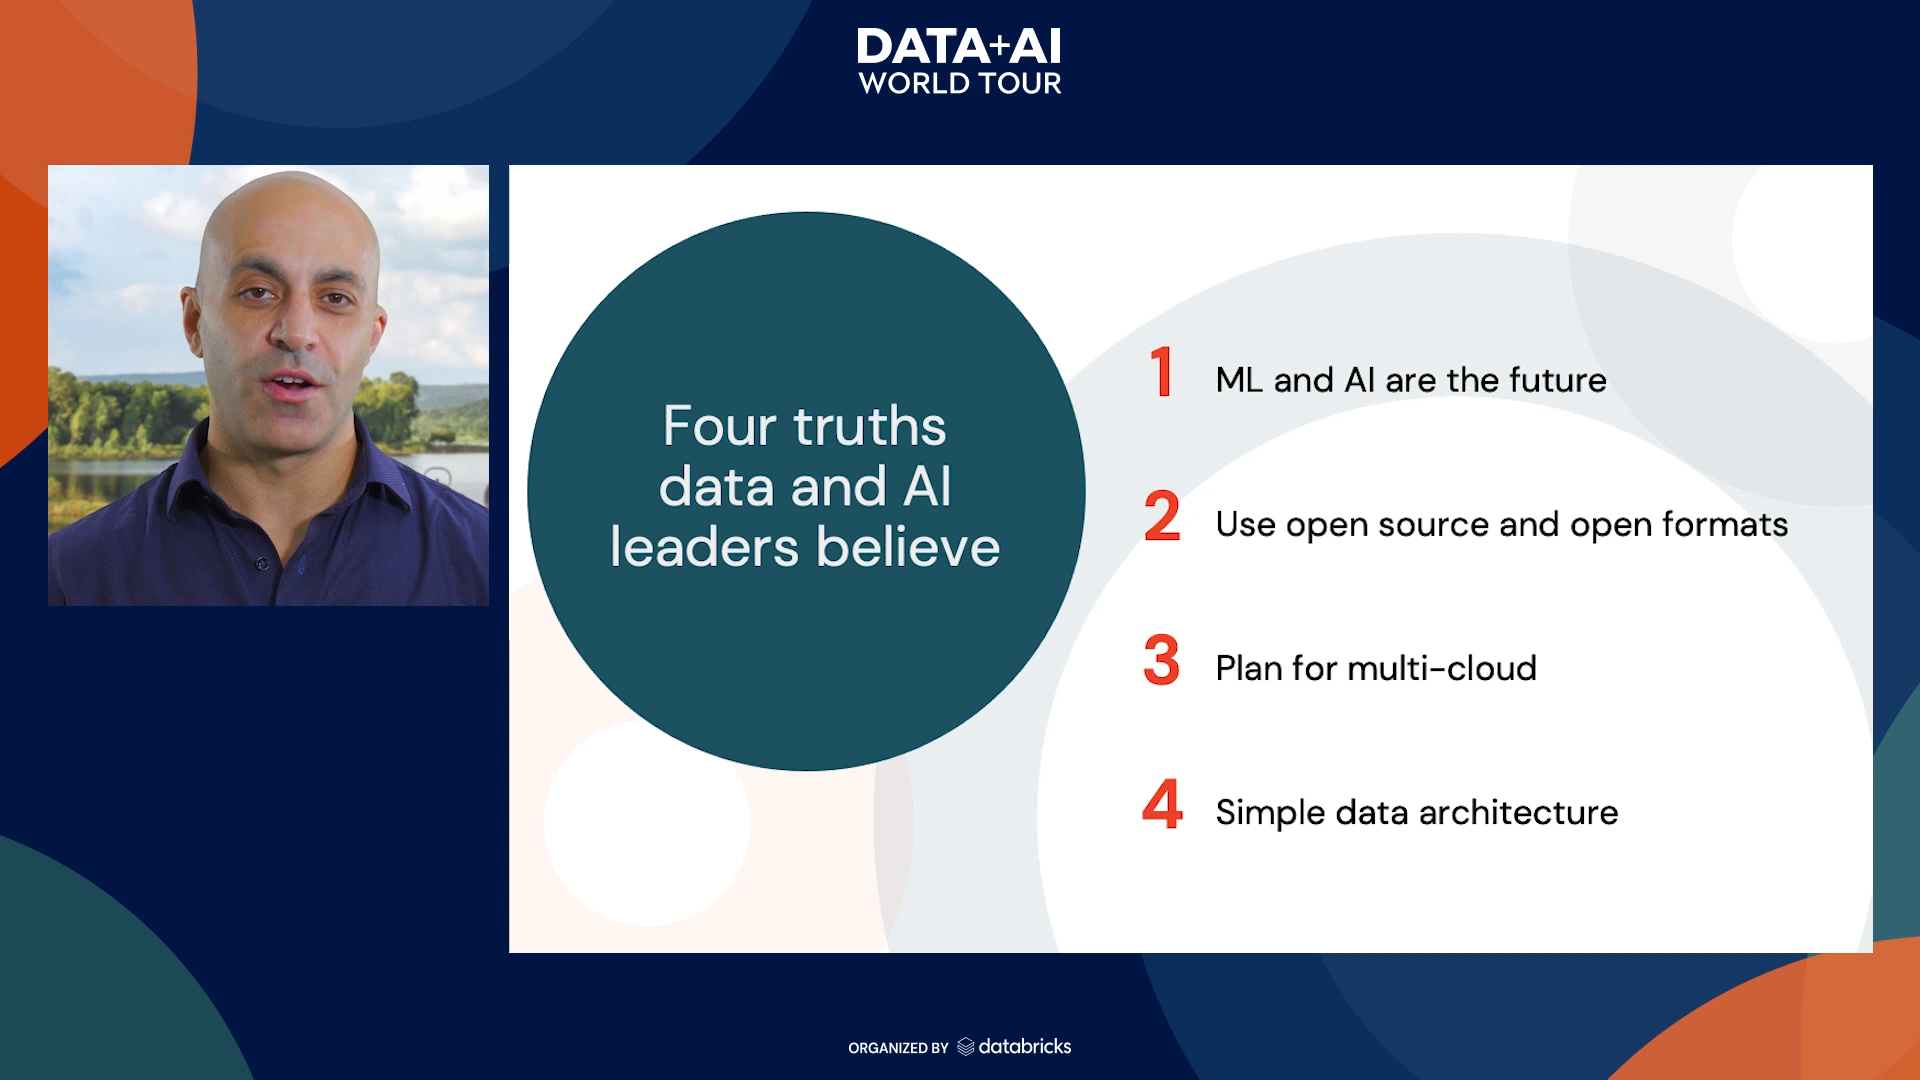 DATA+AI
WORLD TOUR
Four truths
data and AI
leaders believe
1 ML and AI are the future
2 Use open source and open formats
3 Plan for multi-cloud
4 Simple data architecture
ORGANIZED BY databricks